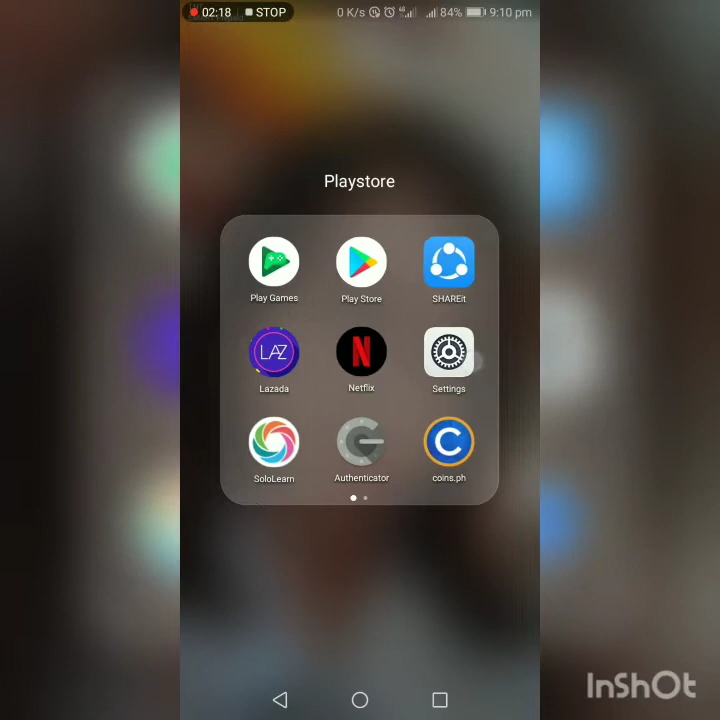 02:18 STOP 0 K/s 4G 84% 9:10 pm
Playstore
Play Games Play Store SHAREit
LAZ N
Lazada Netflix Settings
C
SoloLearn Authenticator coins.ph
InShOt